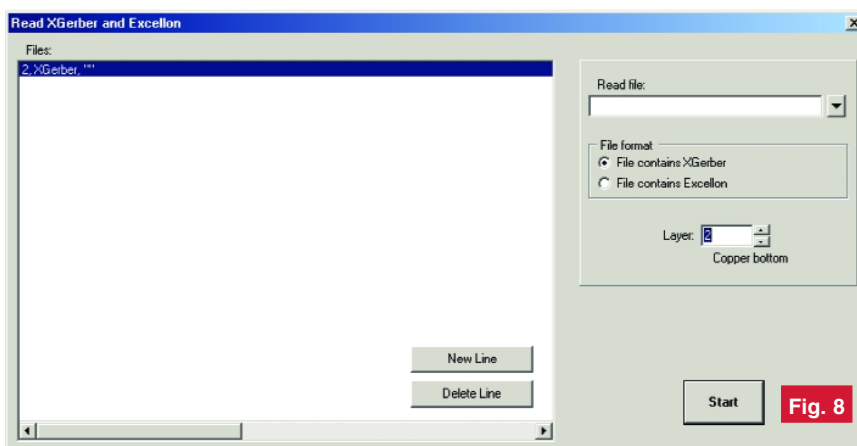 Read XGerber and Excellon
Files:
2, XGerber, ""
New Line
Delete Line
Read file:
File format
File contains XGerber
File contains Excellon
Layer: 2
Copper bottom
Start
Fig. 8